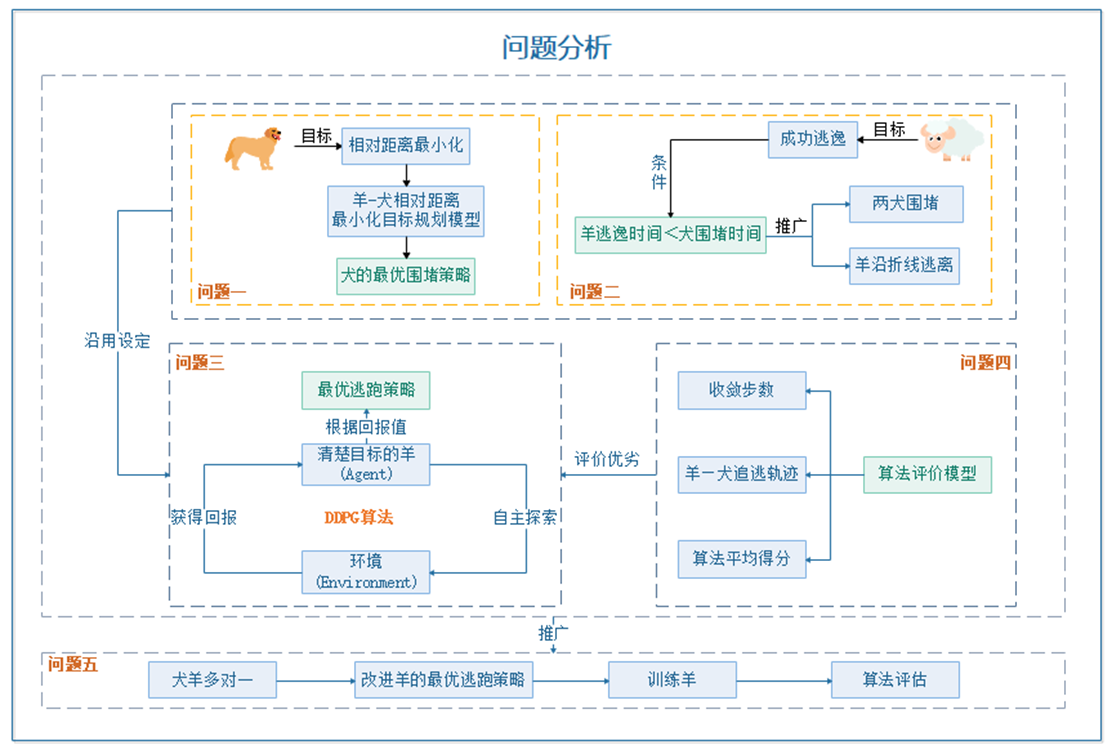 问题分析
目标
相对距离最小化
羊-犬相对距离
最小化目标规划模型
犬的最优围堵策略
问题一
目标
成功逃逸
条
件
羊逃逸时间<犬围堵时间
推广
两犬围堵
羊沿折线逃离
问题二
沿用设定
问题三
最优逃跑策略
根据回报值
清楚目标的羊
(Agent)
获得回报
DDPG算法
自主探索
环境
(Environment)
评价优劣
问题四
收敛步数
羊一犬追逃轨迹
算法评价模型
算法平均得分
推广
问题五
犬羊多对一
改进羊的最优逃跑策略
训练羊
算法评估